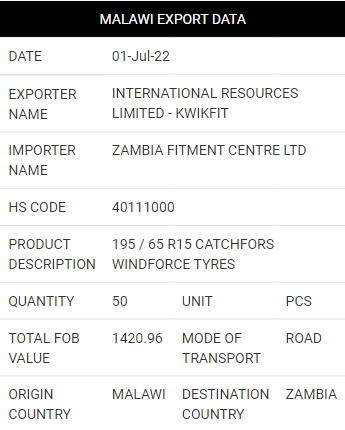 MALAWI EXPORT DATA
DATE 01-Jul-22
EXPORTER NAME INTERNATIONAL RESOURCES LIMITED - KWIKFIT
IMPORTER NAME ZAMBIA FITMENT CENTRE LTD
HS CODE 40111000
PRODUCT DESCRIPTION 195 / 65 R15 CATCHFORS WINDFORCE TYRES
QUANTITY 50 UNIT PCS
TOTAL FOB VALUE 1420.96 MODE OF TRANSPORT ROAD
ORIGIN COUNTRY MALAWI DESTINATION COUNTRY ZAMBIA